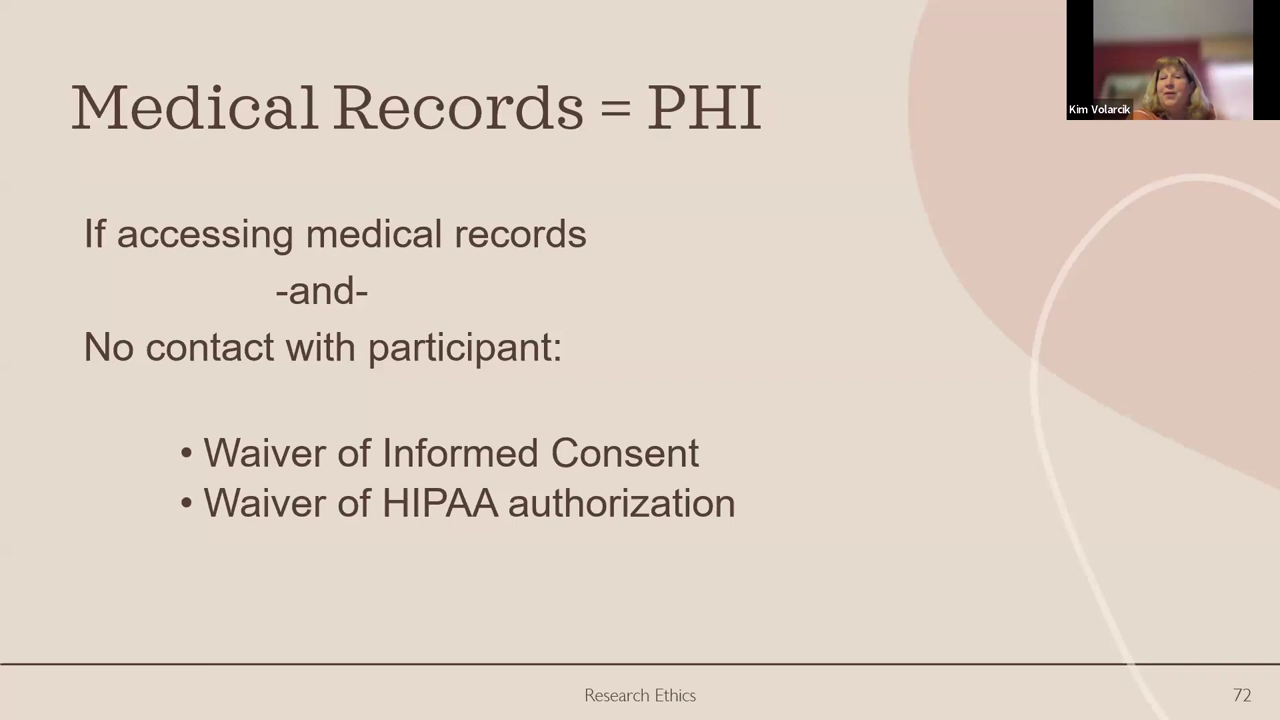 Medical Records = PHI
Kim Volarcik
If accessing medical records
-and-
No contact with participant:
• Waiver of Informed Consent
• Waiver of HIPAA authorization
Research Ethics
72